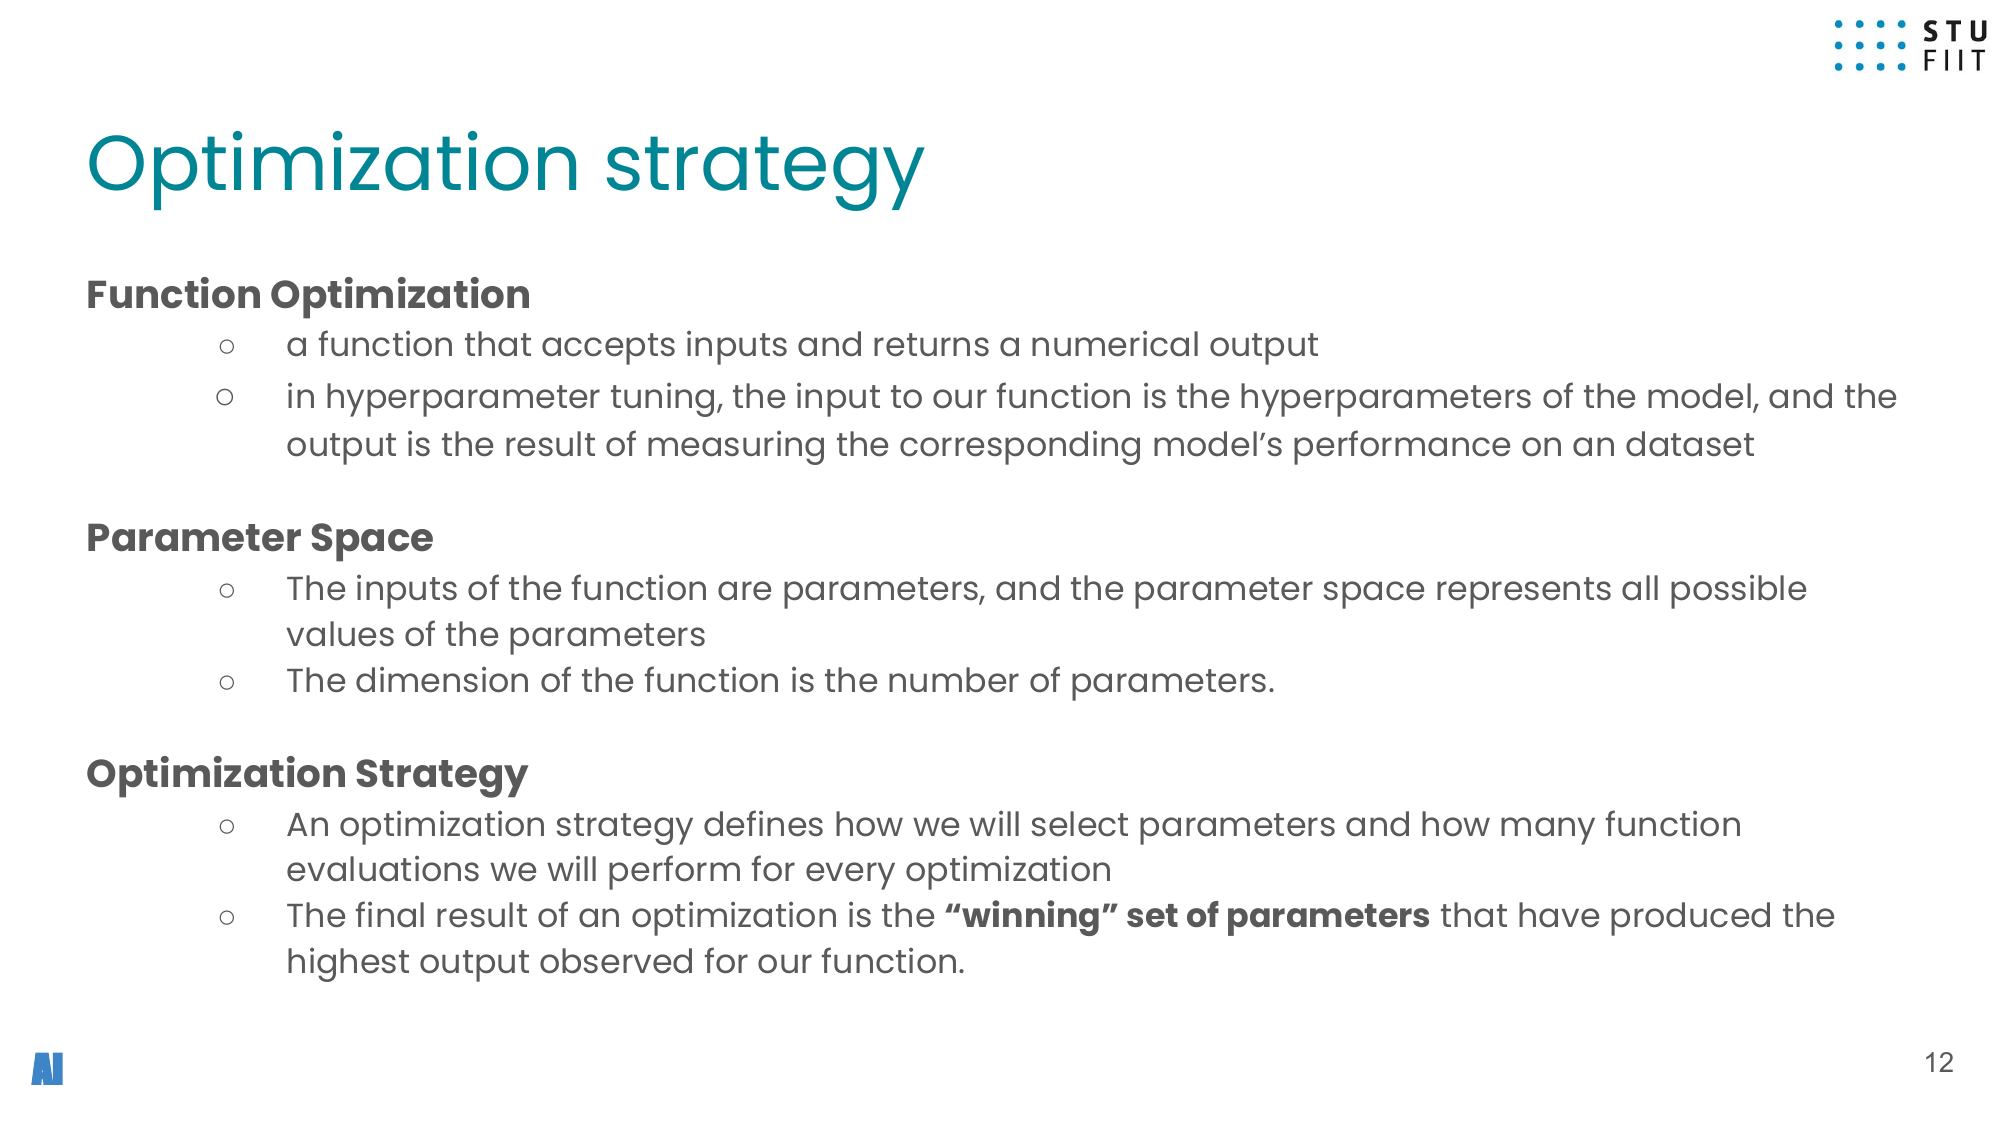 STU
FIIT
Optimization strategy
Function Optimization
○ a function that accepts inputs and returns a numerical output
○ in hyperparameter tuning, the input to our function is the hyperparameters of the model, and the
output is the result of measuring the corresponding model’s performance on an dataset
Parameter Space
○ The inputs of the function are parameters, and the parameter space represents all possible
values of the parameters
○ The dimension of the function is the number of parameters.
Optimization Strategy
○ An optimization strategy defines how we will select parameters and how many function
evaluations we will perform for every optimization
○ The final result of an optimization is the “winning” set of parameters that have produced the
highest output observed for our function.
AI
12